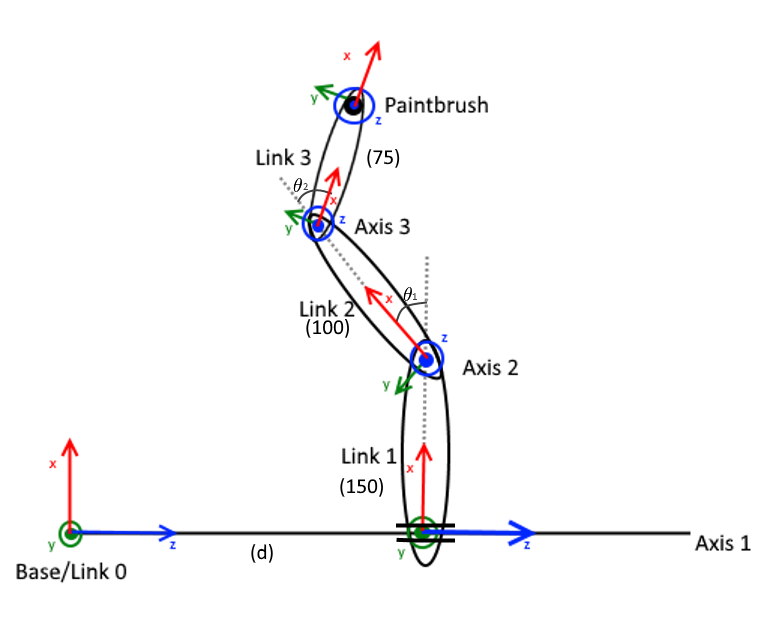 x
y
Paintbrush
z
Link 3
(75)
θ2
x
z
y
Axis 3
x
θ1
Link 2
(100)
z
y
Axis 2
x
Link 1
x
(150)
y
z
y
z
(d)
Axis 1
Base/Link 0